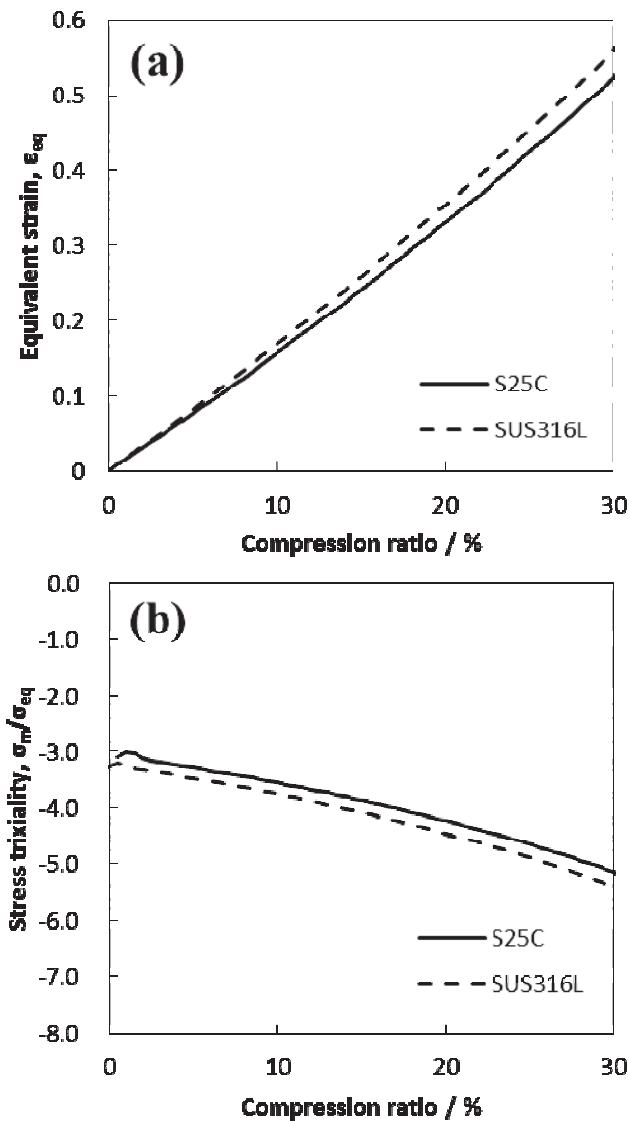 (a)
0.6
0.5
0.4
0.3
0.2
0.1
0
Equivalent strain, εeq
S25C
SUS316L
0 10 20 30
Compression ratio / %
(b)
0.0
-1.0
-2.0
-3.0
-4.0
-5.0
-6.0
-7.0
-8.0
Stress trixiality, σm/σeq
S25C
SUS316L
0 10 20 30
Compression ratio / %